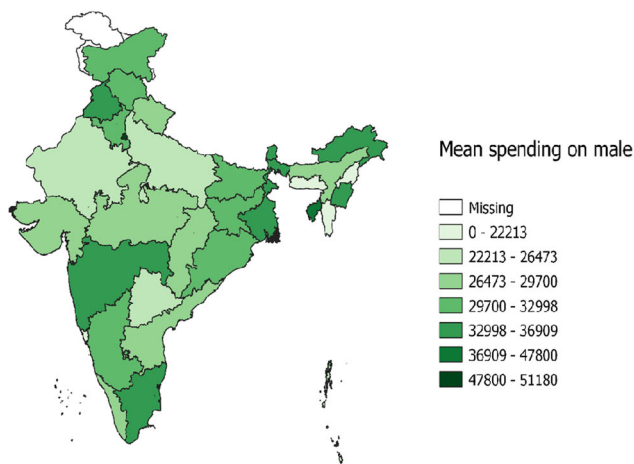 Mean spending on male
Missing
0 - 22213
22213 - 26473
26473 - 29700
29700 - 32998
32998 - 36909
36909 - 47800
47800 - 51180